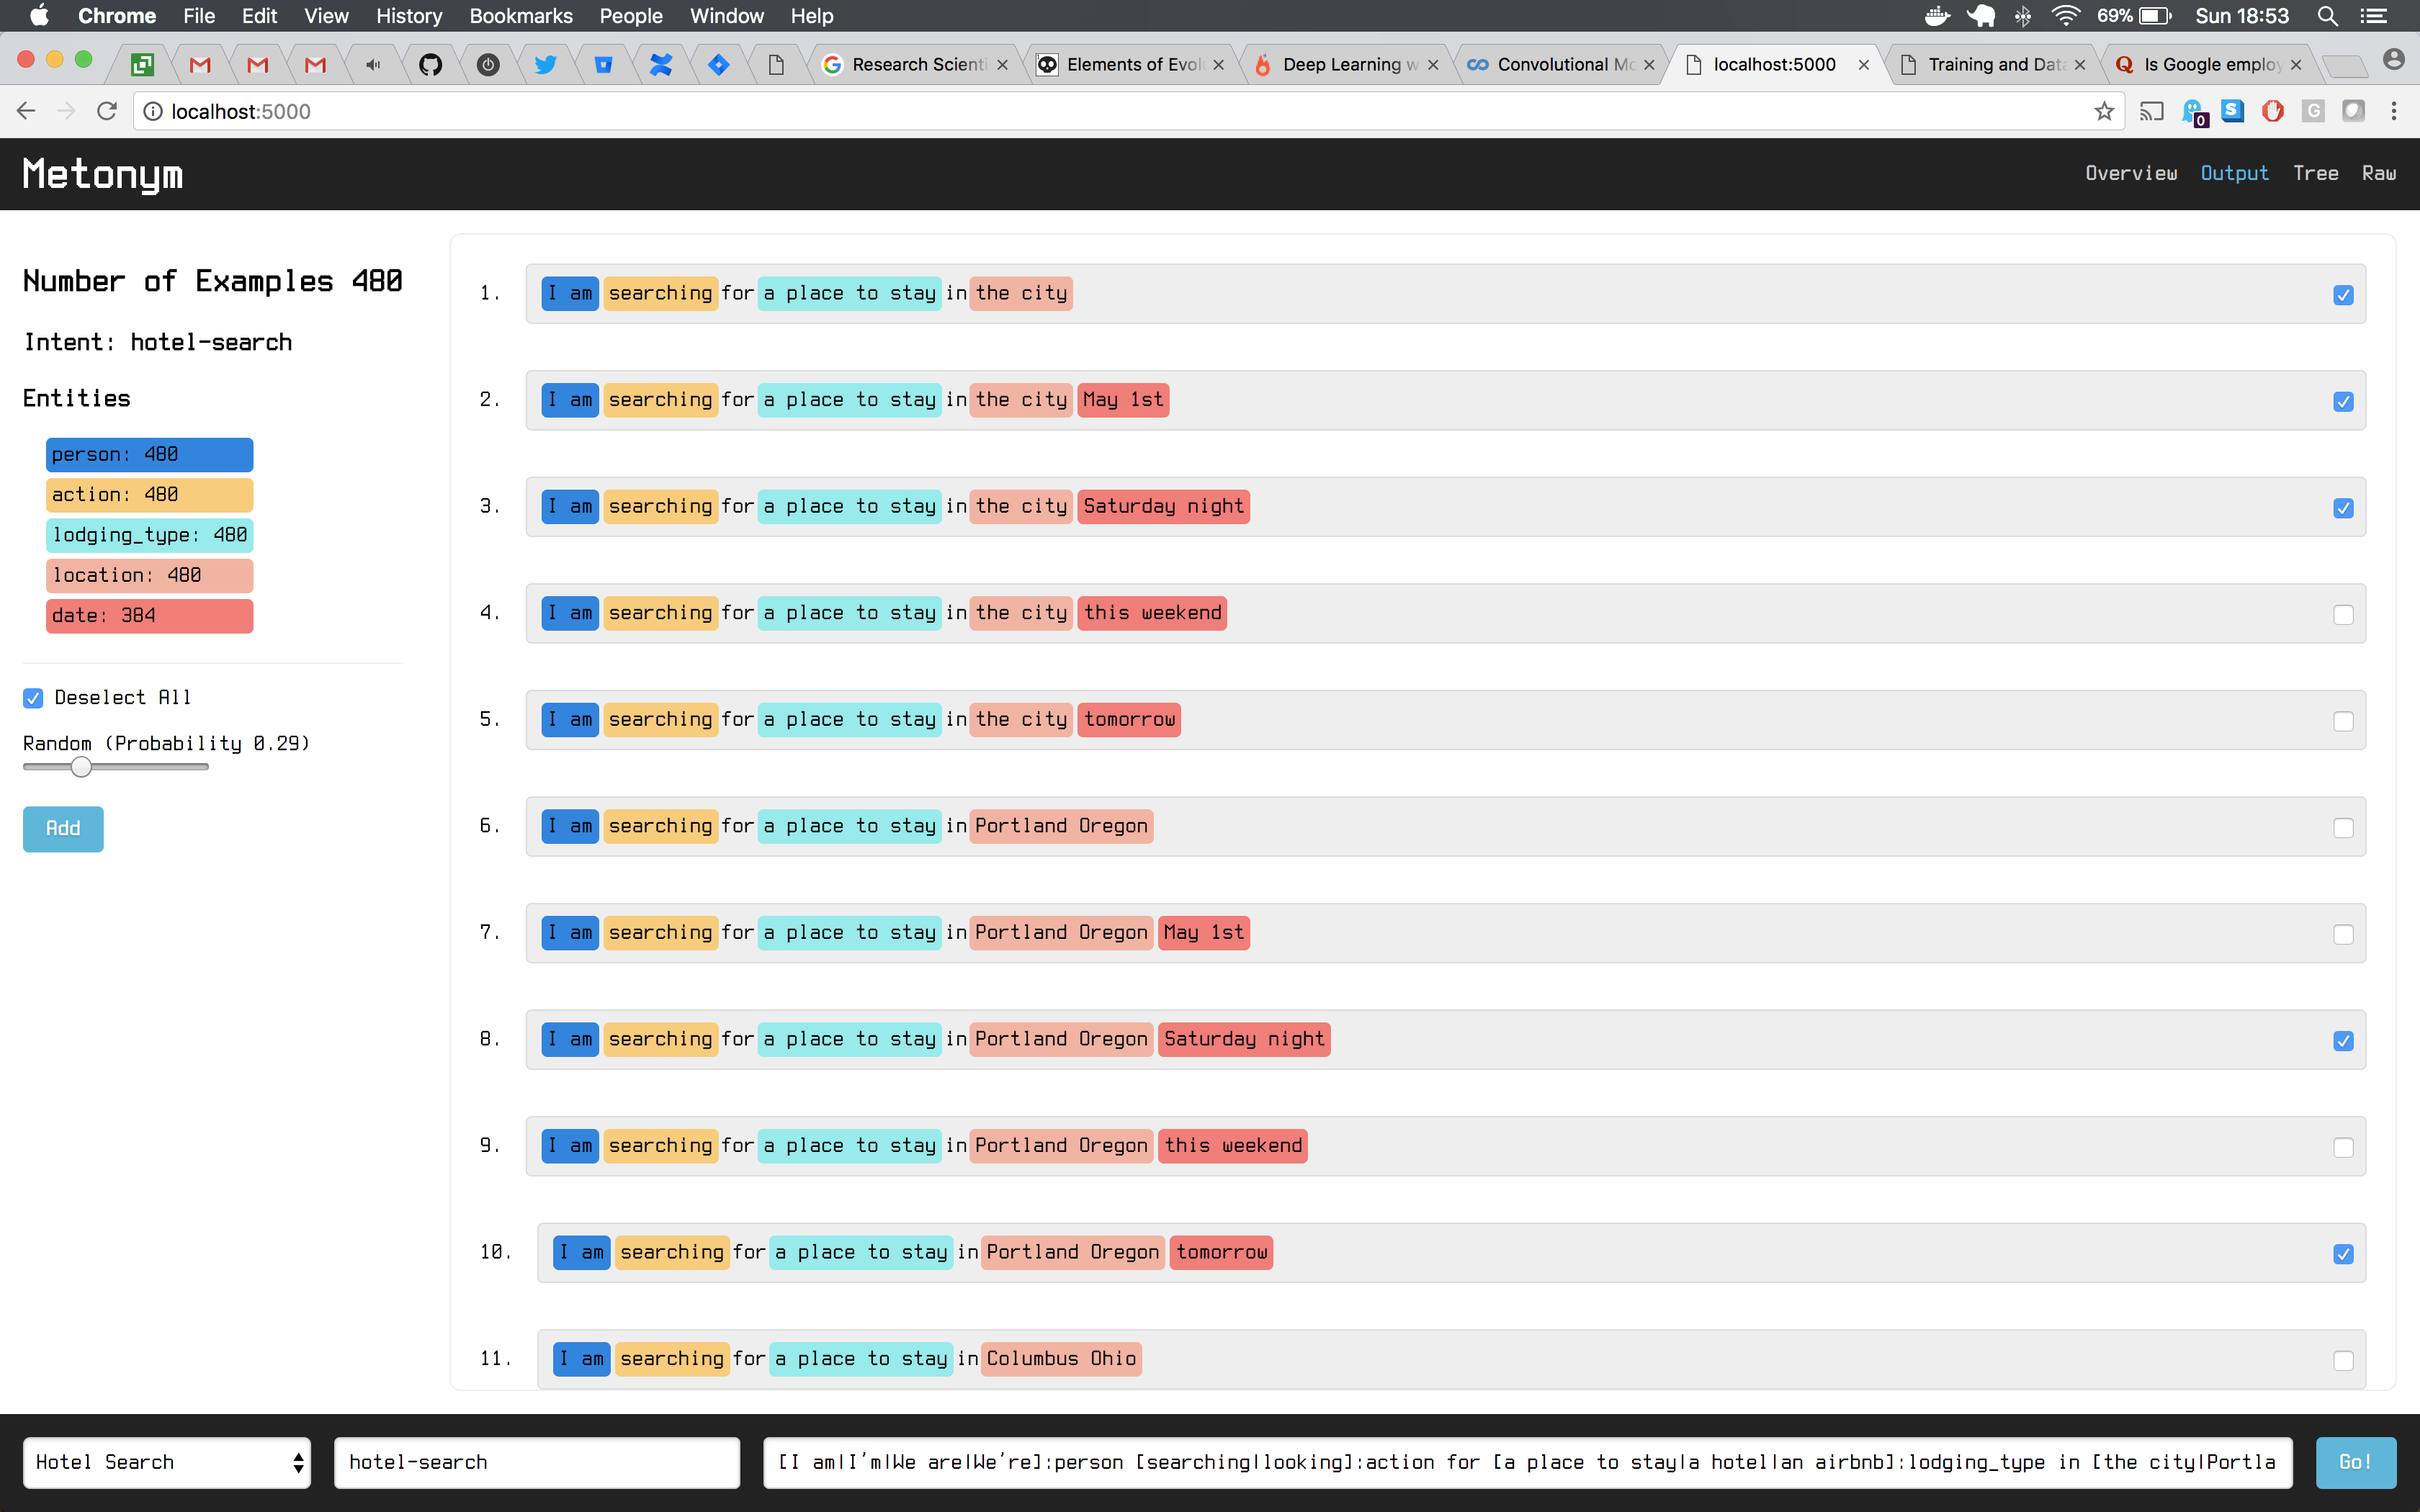 Chrome File Edit View History Bookmarks People Window Help 69% Sun 18:53
Research Scienti Elements of Evol Deep Learning w Convolutional Mo localhost:5000 Training and Data Is Google employ
localhost:5000 0
Metonym Overview Output Tree Raw
Number of Examples 480
Intent: hotel-search
Entities
person: 480
action: 480
lodging_type: 480
location: 480
date: 384
Deselect All
Random (Probability 0.29)
Add
1. I am searching for a place to stay in the city
2. I am searching for a place to stay in the city May 1st
3. I am searching for a place to stay in the city Saturday night
4. I am searching for a place to stay in the city this weekend
5. I am searching for a place to stay in the city tomorrow
6. I am searching for a place to stay in Portland Oregon
7. I am searching for a place to stay in Portland Oregon May 1st
8. I am searching for a place to stay in Portland Oregon Saturday night
9. I am searching for a place to stay in Portland Oregon this weekend
10. I am searching for a place to stay in Portland Oregon tomorrow
11. I am searching for a place to stay in Columbus Ohio
Hotel Search hotel-search [I am|I'm|We are|We're]:person [searching|looking]:action for [a place to stay|a hotel|an airbnb]:lodging_type in [the city|Portla Go!